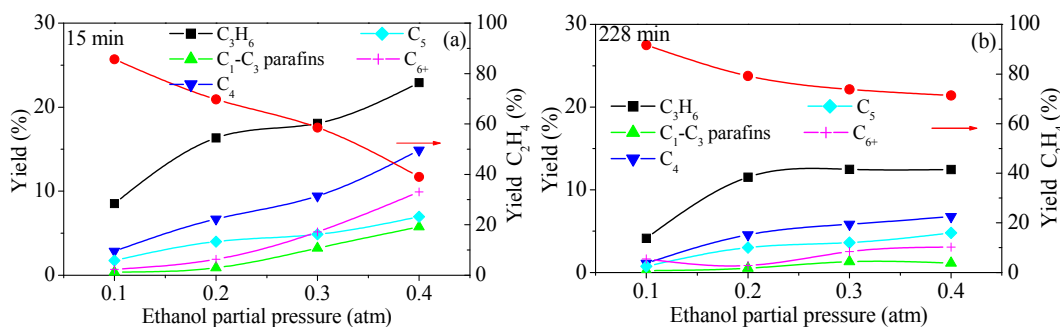 15 min
(a)
C3H6
C5
C1-C3 parafins
C6+
C4
Yield (%)
30
20
10
0
Yield C2H4 (%)
100
80
60
40
20
0
0.1 0.2 0.3 0.4
Ethanol partial pressure (atm)
228 min
(b)
C3H6
C5
C1-C3 parafins
C6+
C4
Yield (%)
30
20
10
0
Yield C2H4 (%)
100
80
60
40
20
0
0.1 0.2 0.3 0.4
Ethanol partial pressure (atm)